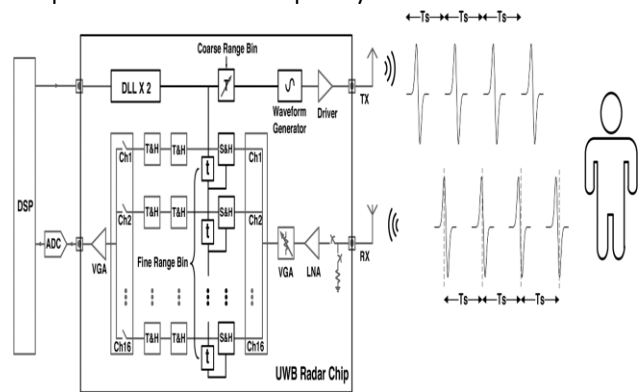 Ts Ts Ts
Coarse Range Bin
DLL X 2
T
Waveform Generator
Driver
TX
DSP
ADC
VGA
Ch1 T&H T&H S&H Ch1
t
Ch2 T&H T&H S&H Ch2
t
Fine Range Bin
VGA
LNA
RX
Ch16 T&H T&H S&H Ch16
t
UWB Radar Chip
Ts Ts Ts